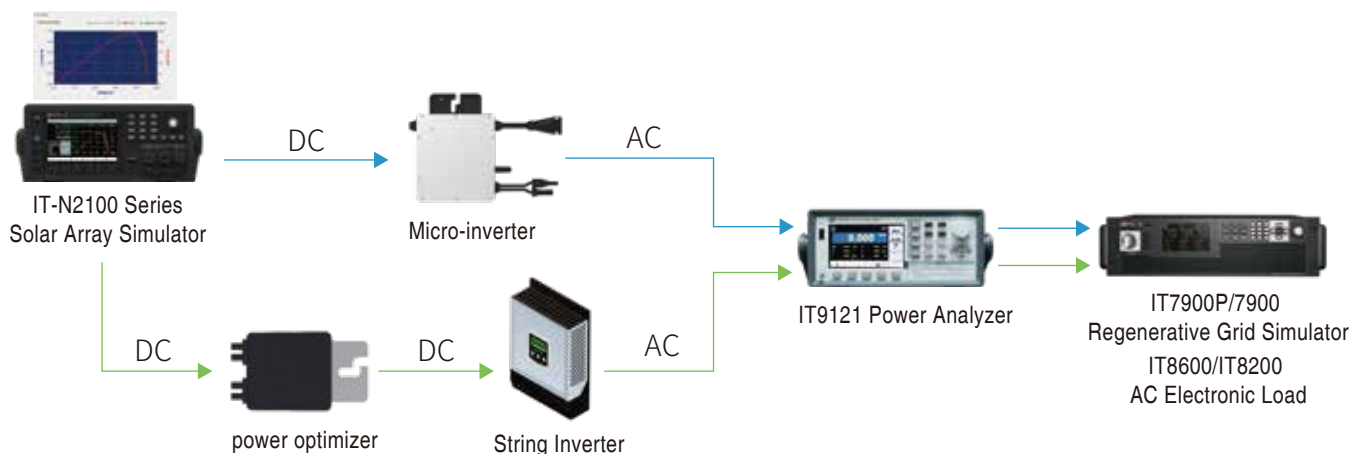 DC
AC
IT-N2100 Series
Solar Array Simulator
Micro-inverter
IT9121 Power Analyzer
IT7900P/7900
Regenerative Grid Simulator
IT8600/IT8200
AC Electronic Load
DC
DC
AC
power optimizer
String Inverter